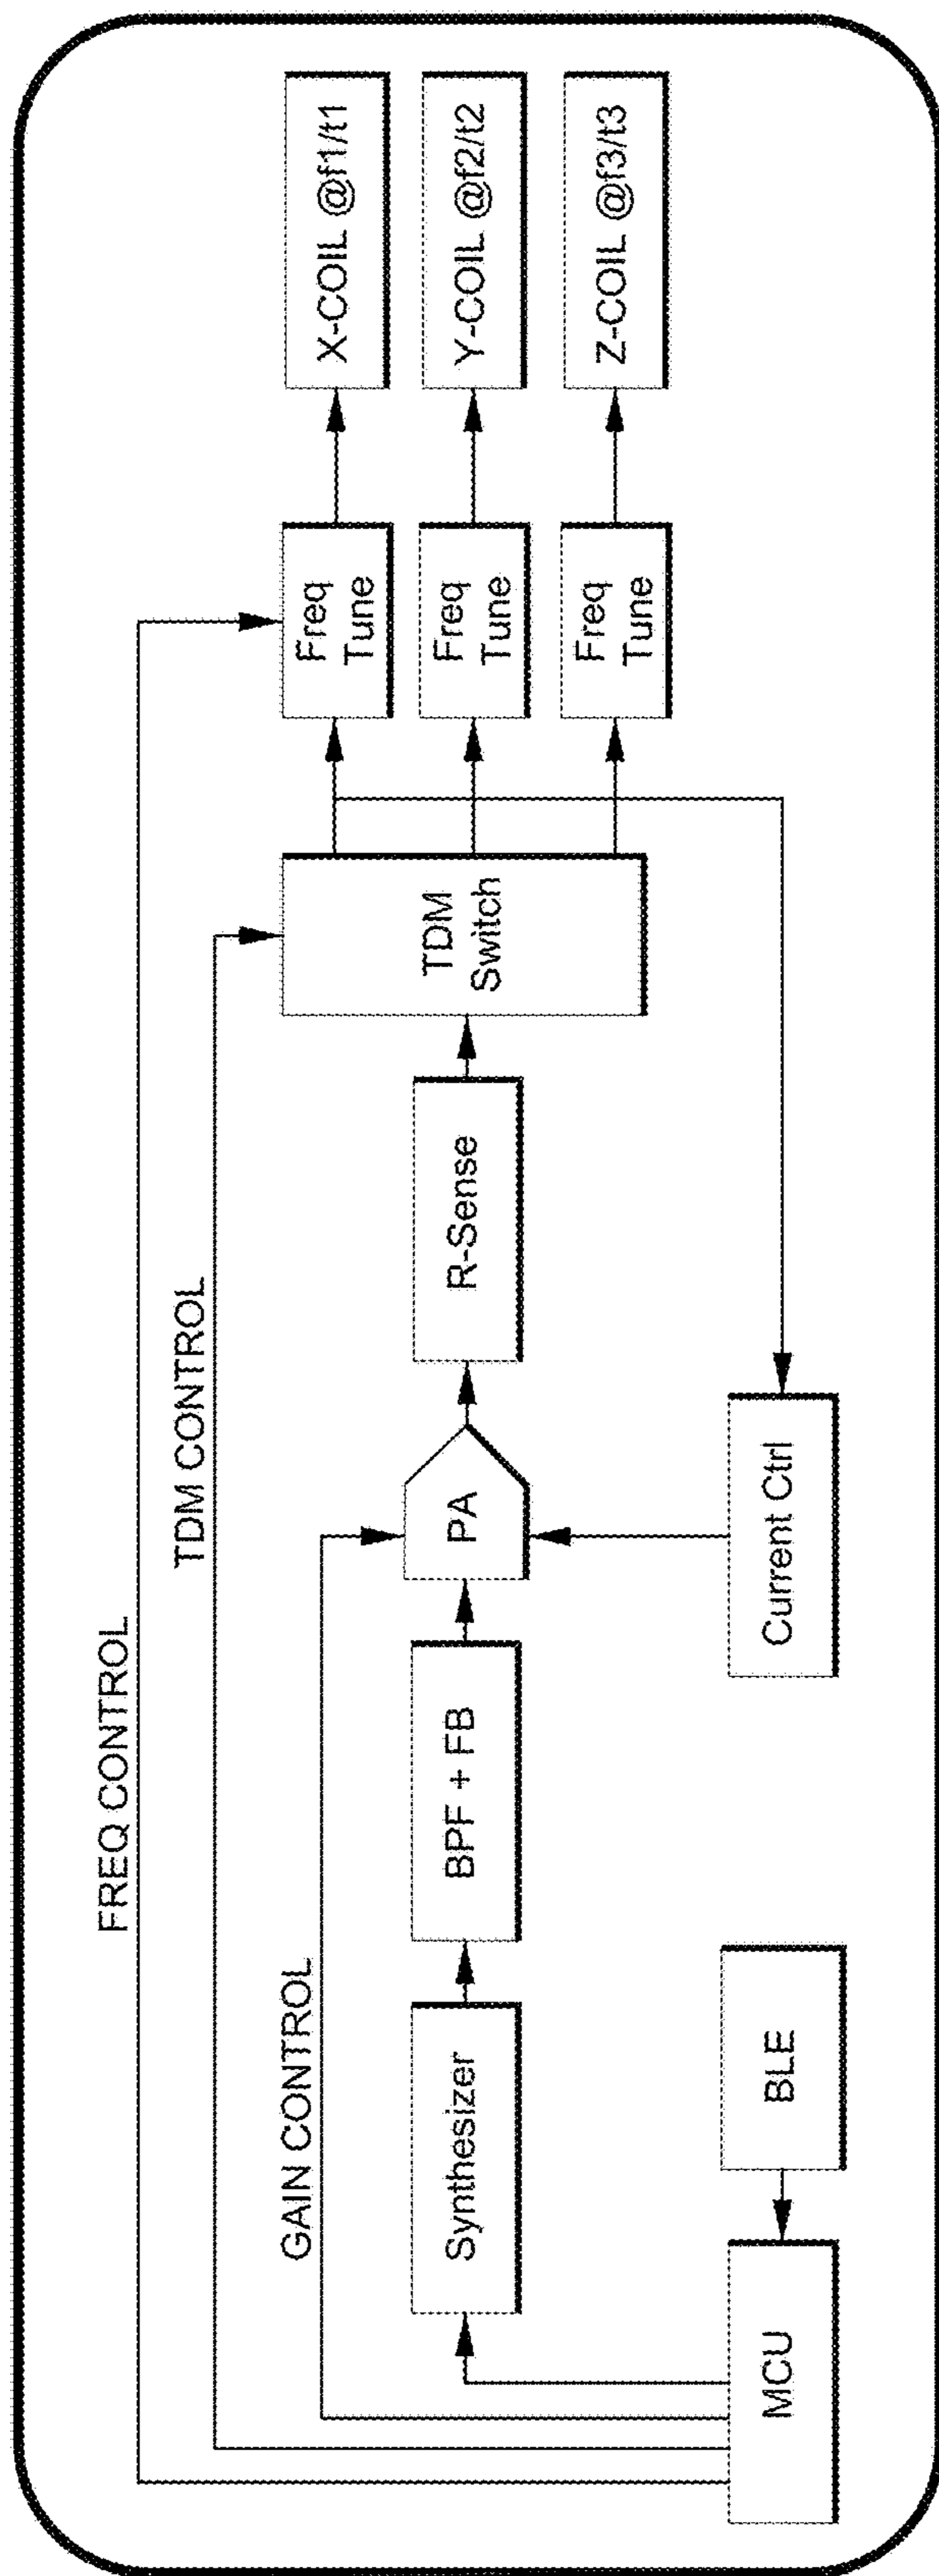 FREQ CONTROL
TDM CONTROL
GAIN CONTROL
MCU
BLE
Synthesizer
BPF + FB
PA
Current Ctrl
R-Sense
TDM
Switch
Freq
Tune
Freq
Tune
Freq
Tune
X-COIL @f1/t1
Y-COIL @f2/t2
Z-COIL @f3/t3